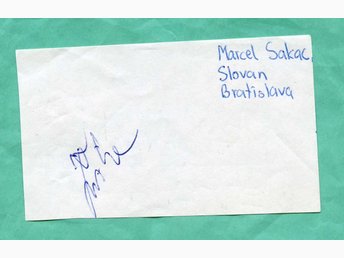 Marcel Sakac,
Slovan
Bratislava